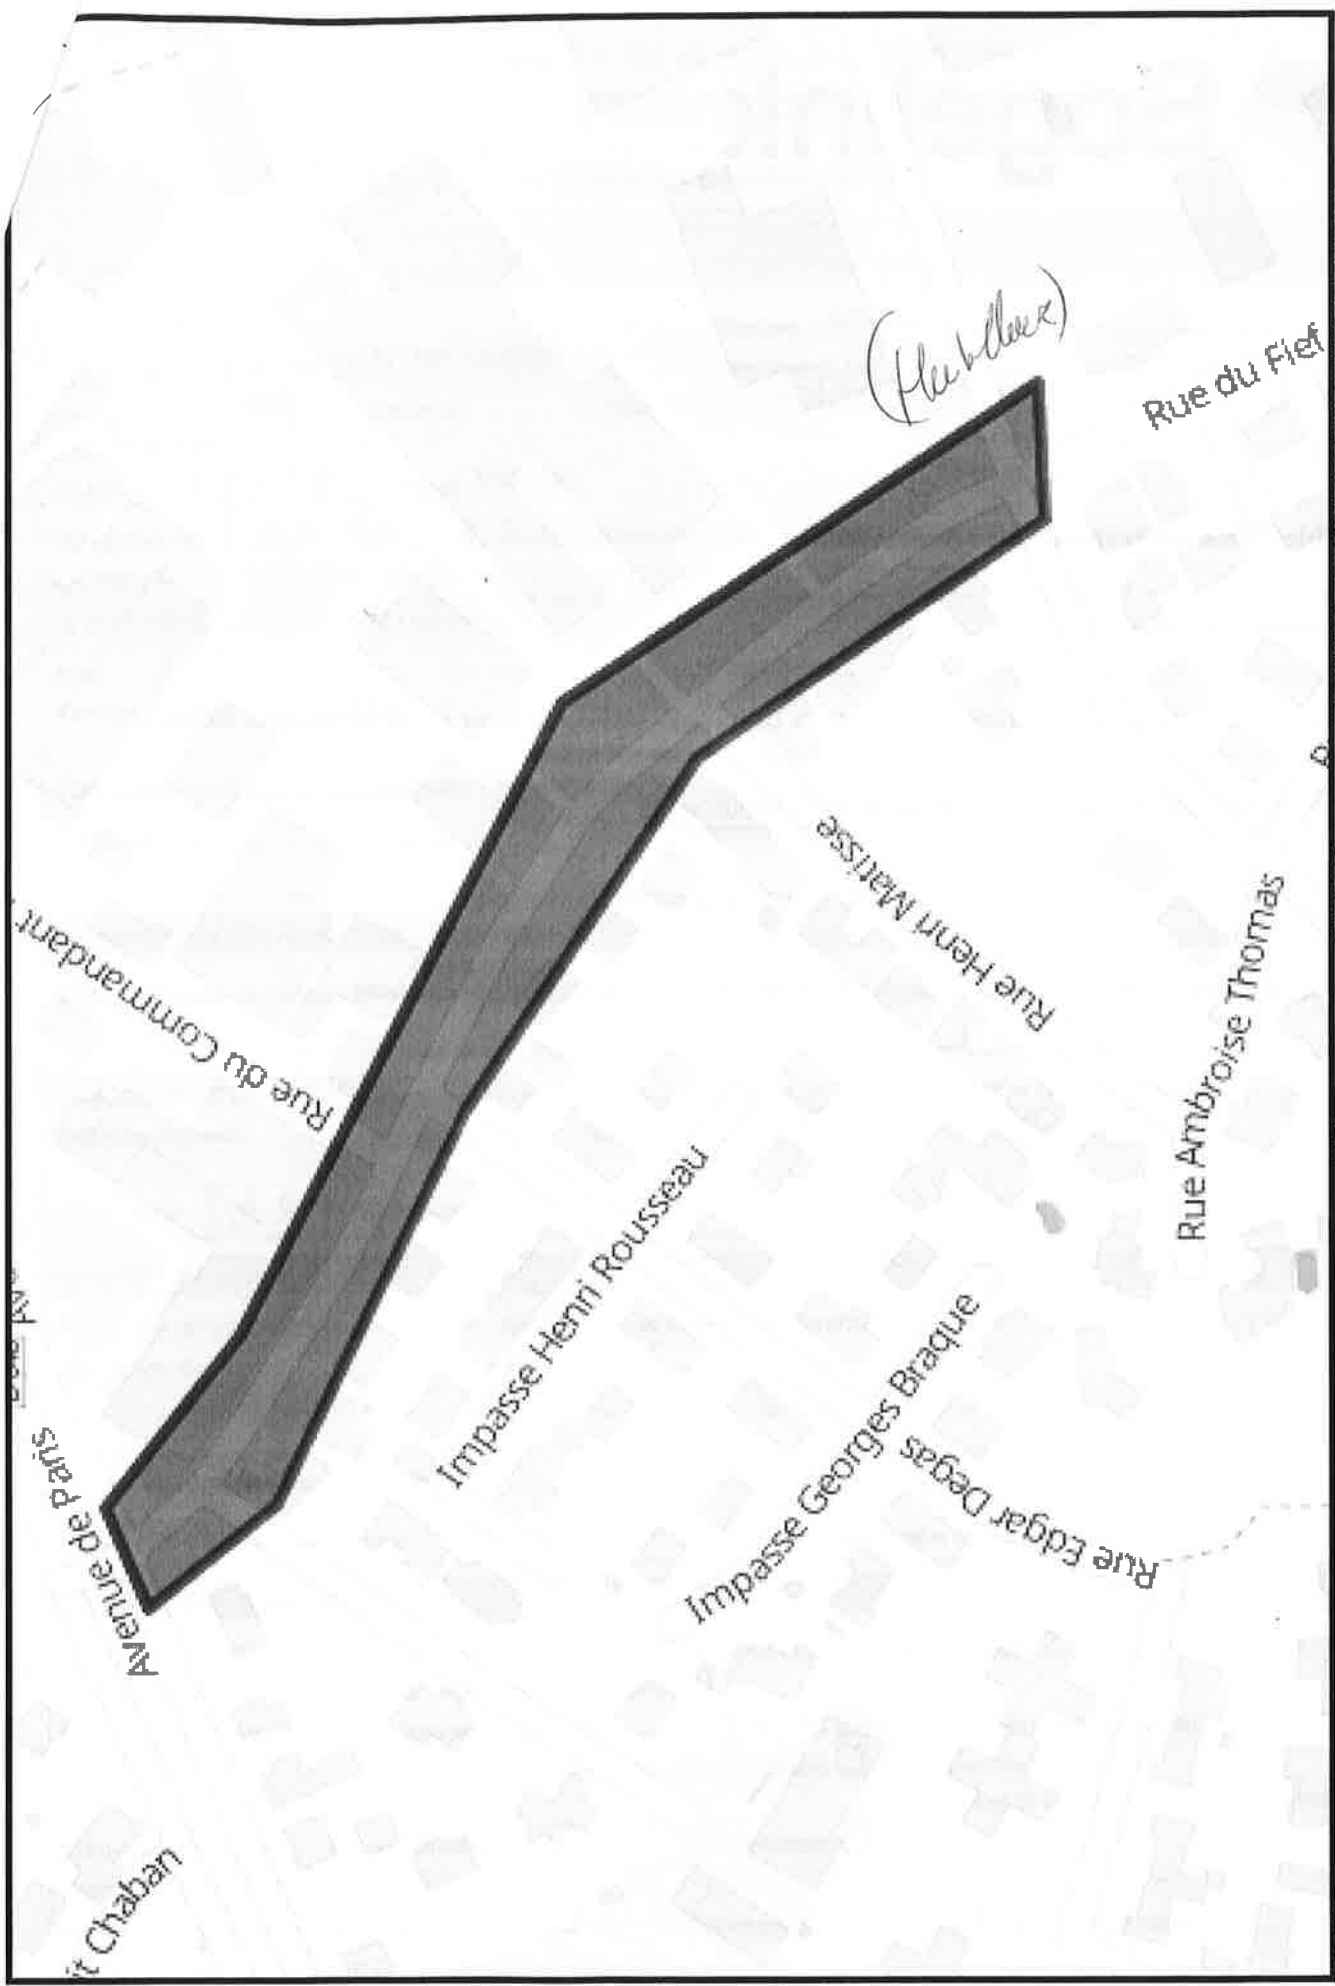 Rue du Fief
Rue Henri Matisse
Rue du Commandant
Rue Ambroise Thomas
Impasse Henri Rousseau
Impasse Georges Braque
Rue Edgar Degas
Avenue de Paris
it Chaban